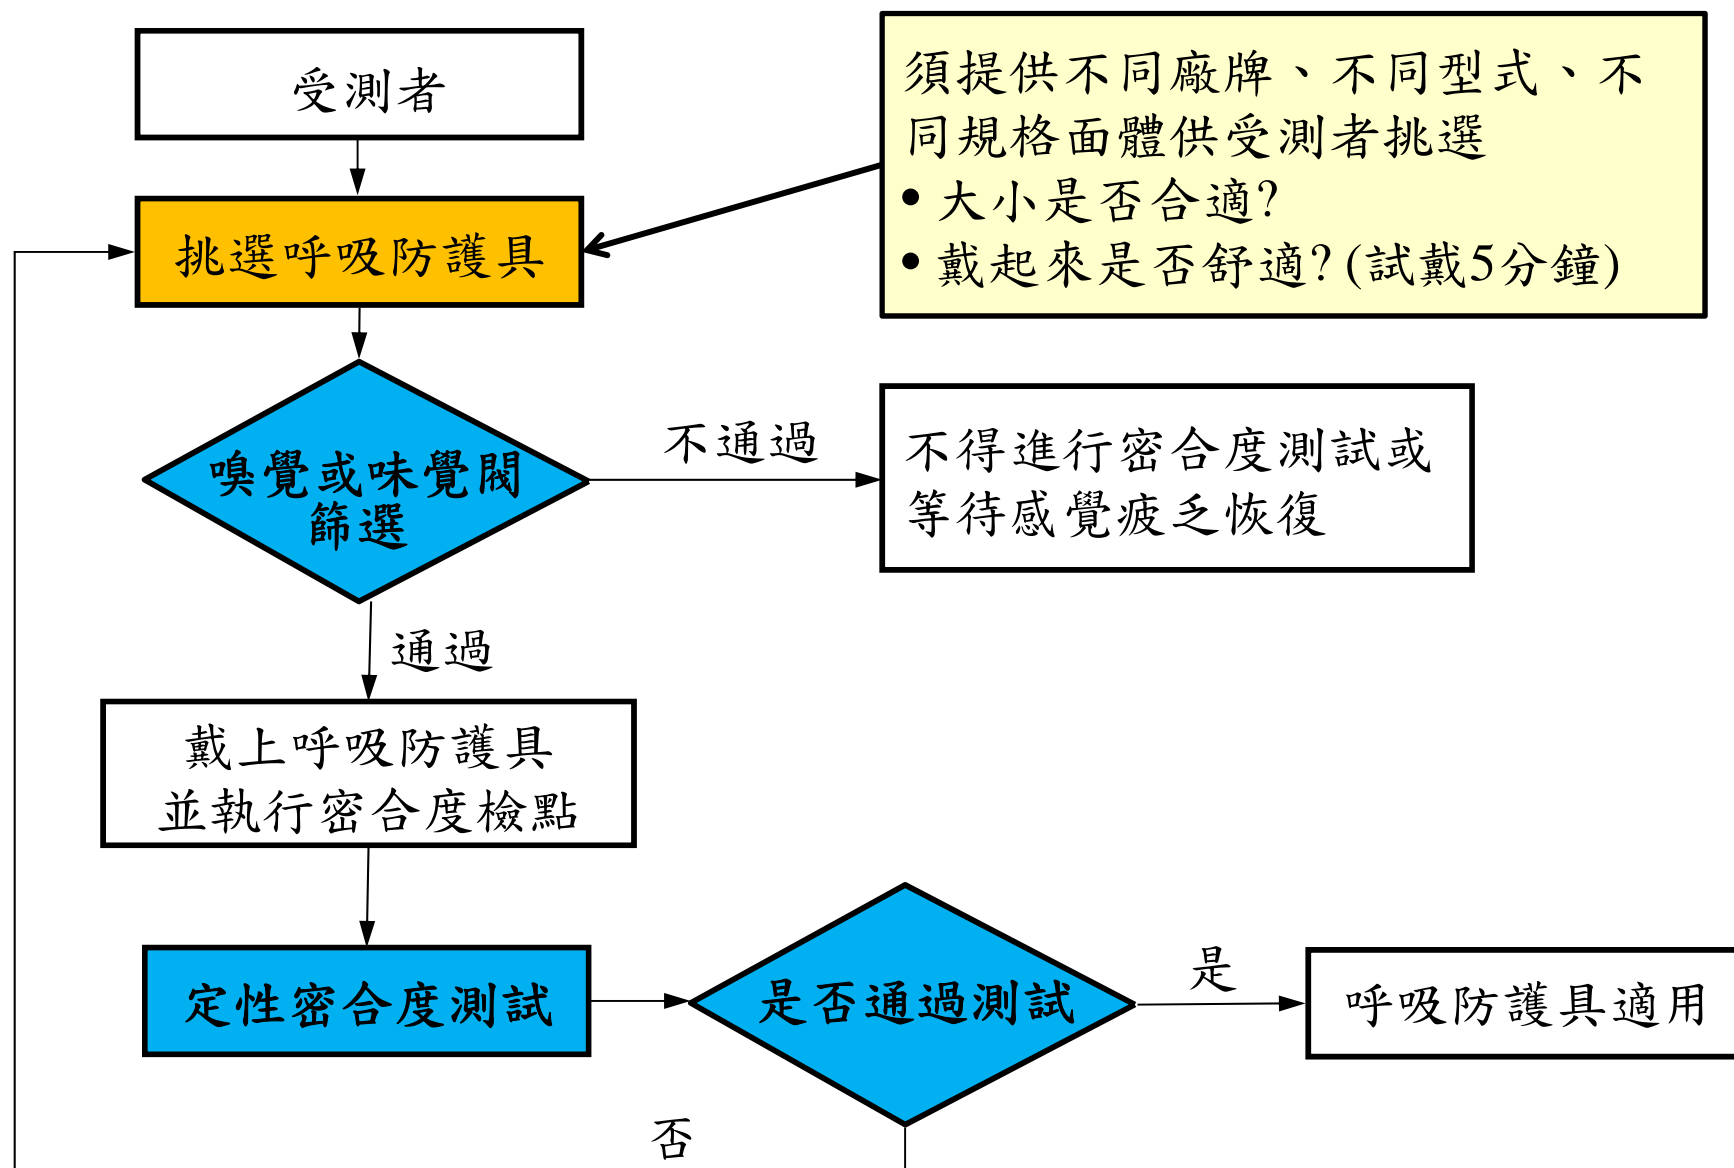 受測者
須提供不同廠牌、不同型式、不
同規格面體供受測者挑選
• 大小是否合適?
• 戴起來是否舒適? (試戴5分鐘)
挑選呼吸防護具
嗅覺或味覺閥
篩選
不通過
不得進行密合度測試或
等待感覺疲乏恢復
通過
戴上呼吸防護具
並執行密合度檢點
定性密合度測試
是否通過測試
是
呼吸防護具適用
否